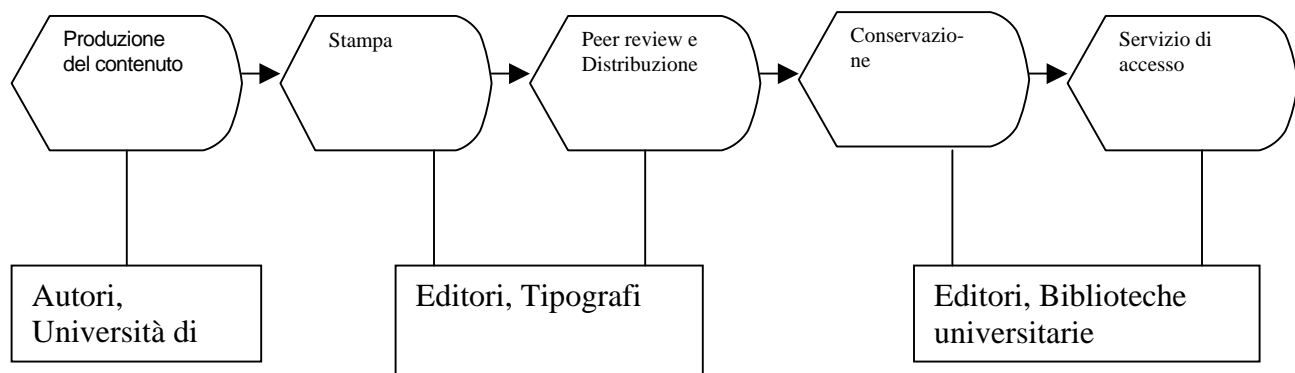 Produzione
del contenuto
Stampa
Peer review e
Distribuzione
Conservazio-
ne
Servizio di
accesso
Autori,
Università di
Editori, Tipografi
Editori, Biblioteche
universitarie